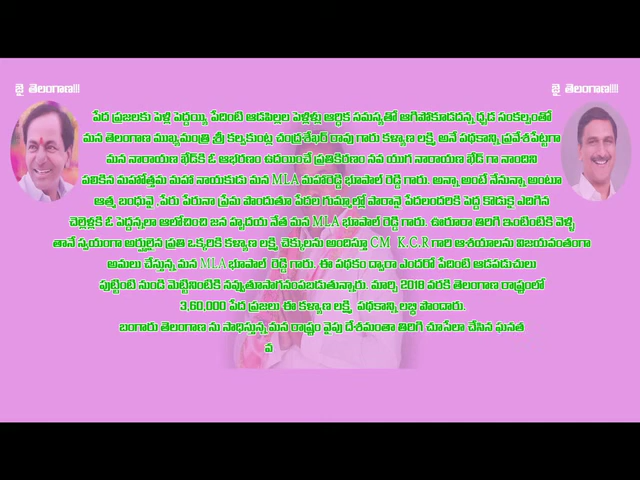 జై తెలంగాణ!!!
జై తెలంగాణ!!!!
పేద ప్రజలకు పెళ్లి పెద్దయ్యి పేదింటి ఆడపిల్లల పెళ్లిళ్లు ఆర్థిక సమస్యతో ఆగిపోకూడదన్న ధృడ సంకల్పంతో
మన తెలంగాణ ముఖ్యమంత్రి శ్రీ కల్వకుంట్ల చంద్రశేఖర్ రావు గారు కళ్యాణ లక్ష్మి అనే పథకాన్ని ప్రవేశపేట్టగా
మన నారాయణ ఖేడ్‌కి ఓ ఆభరణం ఉదయించే ప్రతికిరణం నవ యుగ నారాయణ ఖేడ్ గా నాందిని
పలికిన మహోత్తమ మహా నాయకుడు మన MLA మహారెడ్డి భూపాల్ రెడ్డి గారు. అన్నా అంటే నేనున్నా అంటూ
ఆత్మ బంధువై ,పేరు పేరునా ప్రేమ పొందుతూ పేదల గుమ్మాల్లో పోరానై పేదలందరికి పెద్ద కొడుకై ఎదిగిన
చెల్లెళ్లకి ఓ పెద్దన్నలా ఆలోచించి జన హృదయ నేత మన MLA భూపాల్ రెడ్డి గారు. ఊరూరా తిరిగి ఇంటింటికి వెళ్ళి
తానే స్వయంగా అర్హులైన ప్రతి ఒక్కరికి కళ్యాణ లక్ష్మి చెక్కులను అందిస్తూ CM K.C.R గారి ఆశయాలను విజయవంతంగా
అమలు చేస్తున్న మన MLA భూపాల్ రెడ్డి గారు. ఈ పథకం ద్వారా ఎందరో పేదింటి ఆడపడుచులు
పుట్టింటి నుండి మెట్టినింటికి నవ్వుతూసాగనంపబడుతున్నారు. మార్చి 2018 వరకి తెలంగాణ రాష్ట్రంలో
3,60,000 పేద ప్రజలు ఈ కళ్యాణ లక్ష్మి పథకాన్ని లబ్ధి పొందారు.
బంగారు తెలంగాణ ను సాధిస్తున్న మన రాష్ట్రం వైపు దేశమంతా తిరిగి చూసేలా చేసిన ఘనత
వ